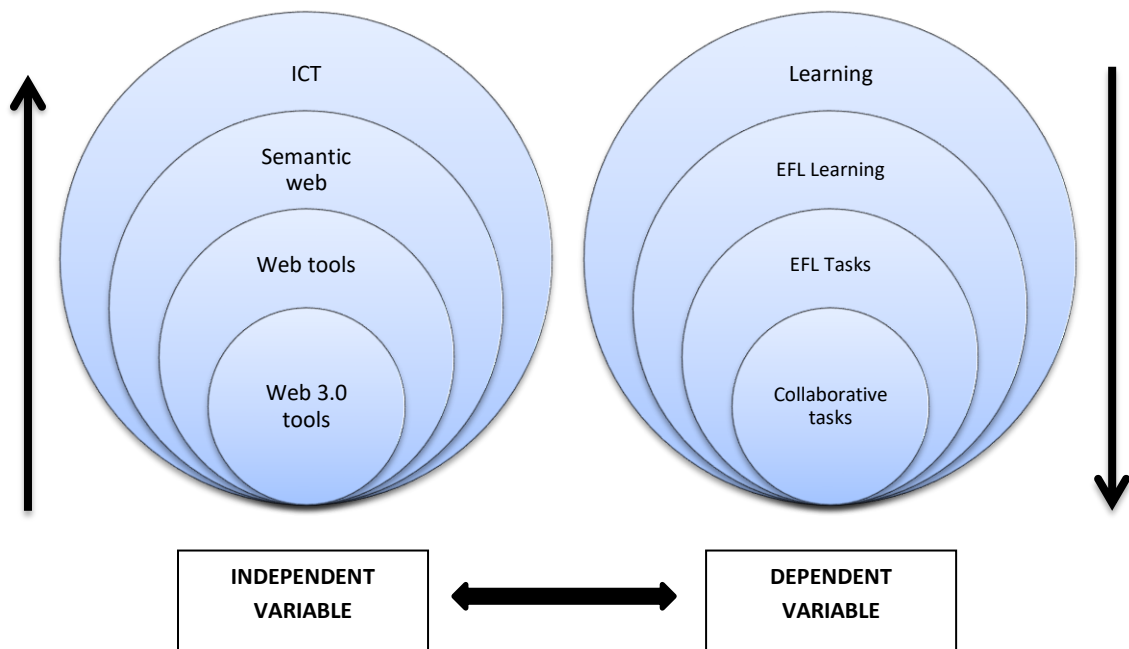 ICT
Semantic
web
Web tools
Web 3.0
tools
Learning
EFL Learning
EFL Tasks
Collaborative
tasks
INDEPENDENT
VARIABLE
DEPENDENT
VARIABLE